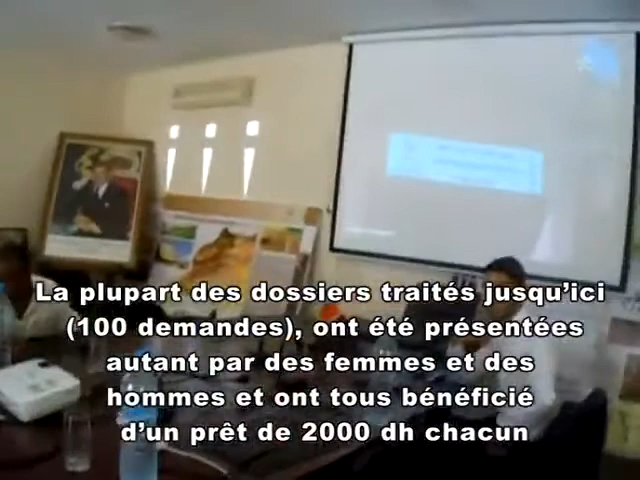 La plupart des dossiers traités jusqu'ici
(100 demandes), ont été présentées
autant par des femmes et des
hommes et ont tous bénéficié
d'un prêt de 2000 dh chacun